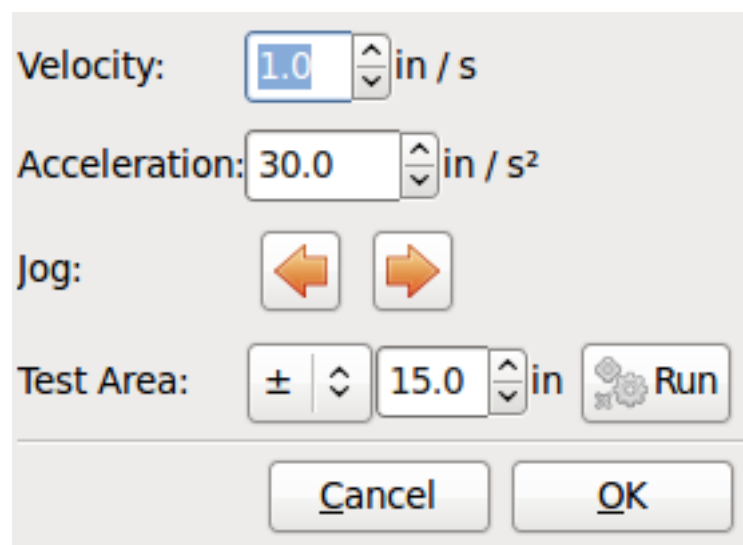 Velocity: 1.0 in / s
Acceleration: 30.0 in / s²
Jog:
Test Area: ± 15.0 in Run
Cancel OK